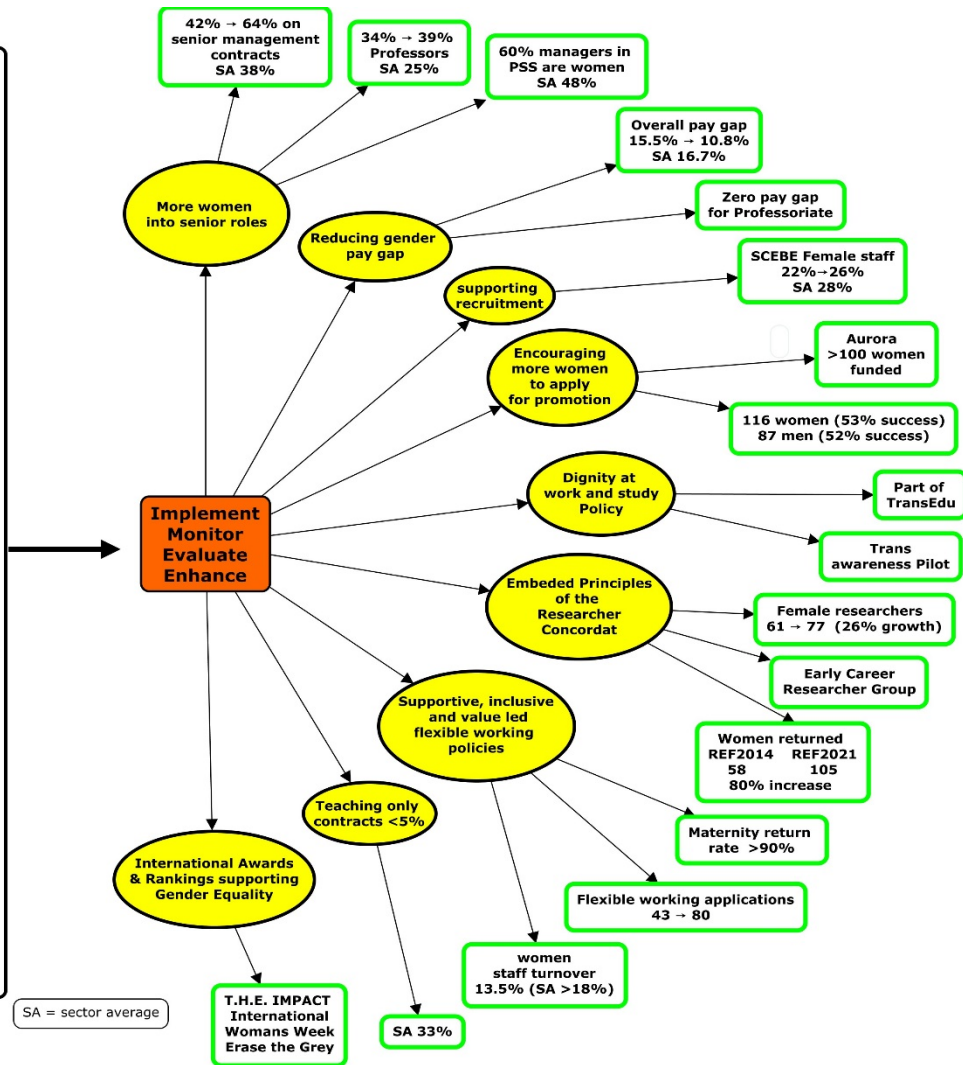 42% → 64% on
senior management
contracts
SA 38%
34% → 39%
Professors
SA 25%
60% managers in
PSS are women
SA 48%
Overall pay gap
15.5% → 10.8%
SA 16.7%
More women
into senior roles
Zero pay gap
for Professoriate
Reducing gender
pay gap
SCEBE Female staff
22%→26%
SA 28%
supporting
recruitment
Aurora
>100 women
funded
Encouraging
more women
to apply
for promotion
116 women (53% success)
87 men (52% success)
Dignity at
work and study
Policy
Part of
TransEdu
Implement
Monitor
Evaluate
Enhance
Trans
awareness Pilot
Embeded Principles
of the
Researcher
Concordat
Female researchers
61 → 77 (26% growth)
Early Career
Researcher Group
Supportive, inclusive
and value led
flexible working
policies
Women returned
REF2014 REF2021
58 105
80% increase
Teaching only
contracts <5%
Maternity return
rate >90%
International Awards
& Rankings supporting
Gender Equality
Flexible working applications
43 → 80
women
staff turnover
13.5% (SA >18%)
T.H.E. IMPACT
International
Womans Week
Erase the Grey
SA 33%
SA = sector average